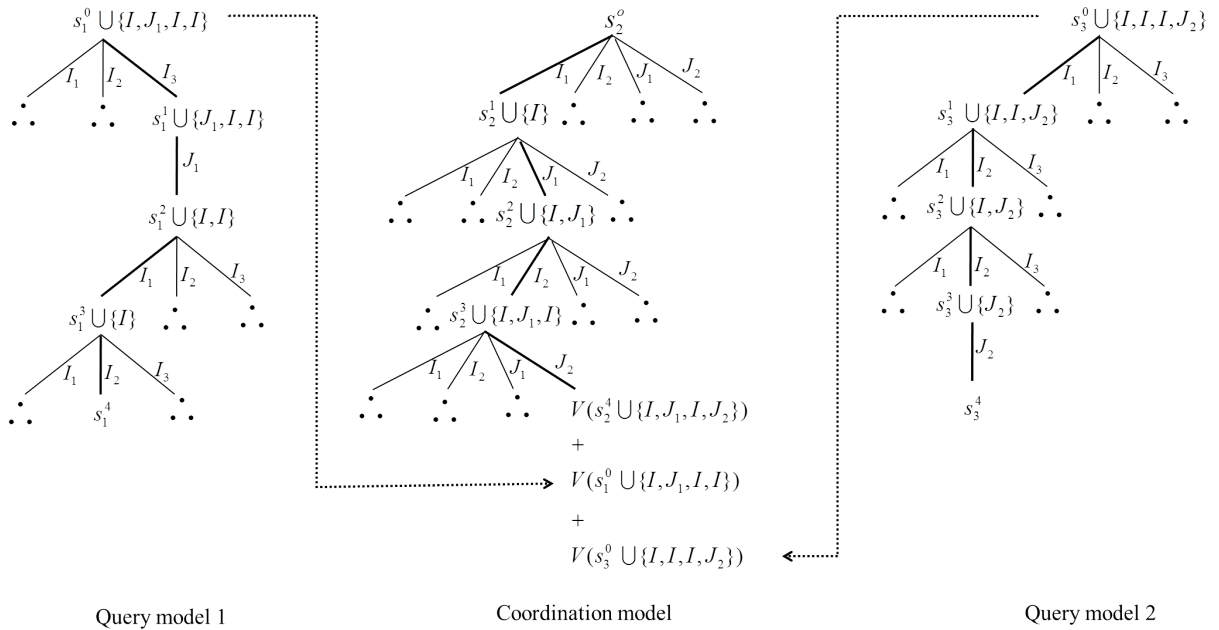 s_1^0 ∪{I,J_1,I,I}
I_1 I_2 I_3
s_1^1 ∪{J_1,I,I}
J_1
s_1^2 ∪{I,I}
I_1 I_2 I_3
s_1^3 ∪{I}
I_1 I_2 I_3
s_1^4
Query model 1
s_2^o
I_1 I_2 J_1 J_2
s_2^1 ∪{I}
I_1 I_2 J_1 J_2
s_2^2 ∪{I,J_1}
I_1 I_2 J_1 J_2
s_2^3 ∪{I,J_1,I}
I_1 I_2 J_1 J_2
V(s_2^4 ∪{I,J_1,I,J_2})
+
V(s_1^0 ∪{I,J_1,I,I})
+
V(s_3^0 ∪{I,I,I,J_2})
Coordination model
s_3^0 ∪{I,I,I,J_2}
I_1 I_2 I_3
s_3^1 ∪{I,I,J_2}
I_1 I_2 I_3
s_3^2 ∪{I,J_2}
I_1 I_2 I_3
s_3^3 ∪{J_2}
J_2
s_3^4
Query model 2